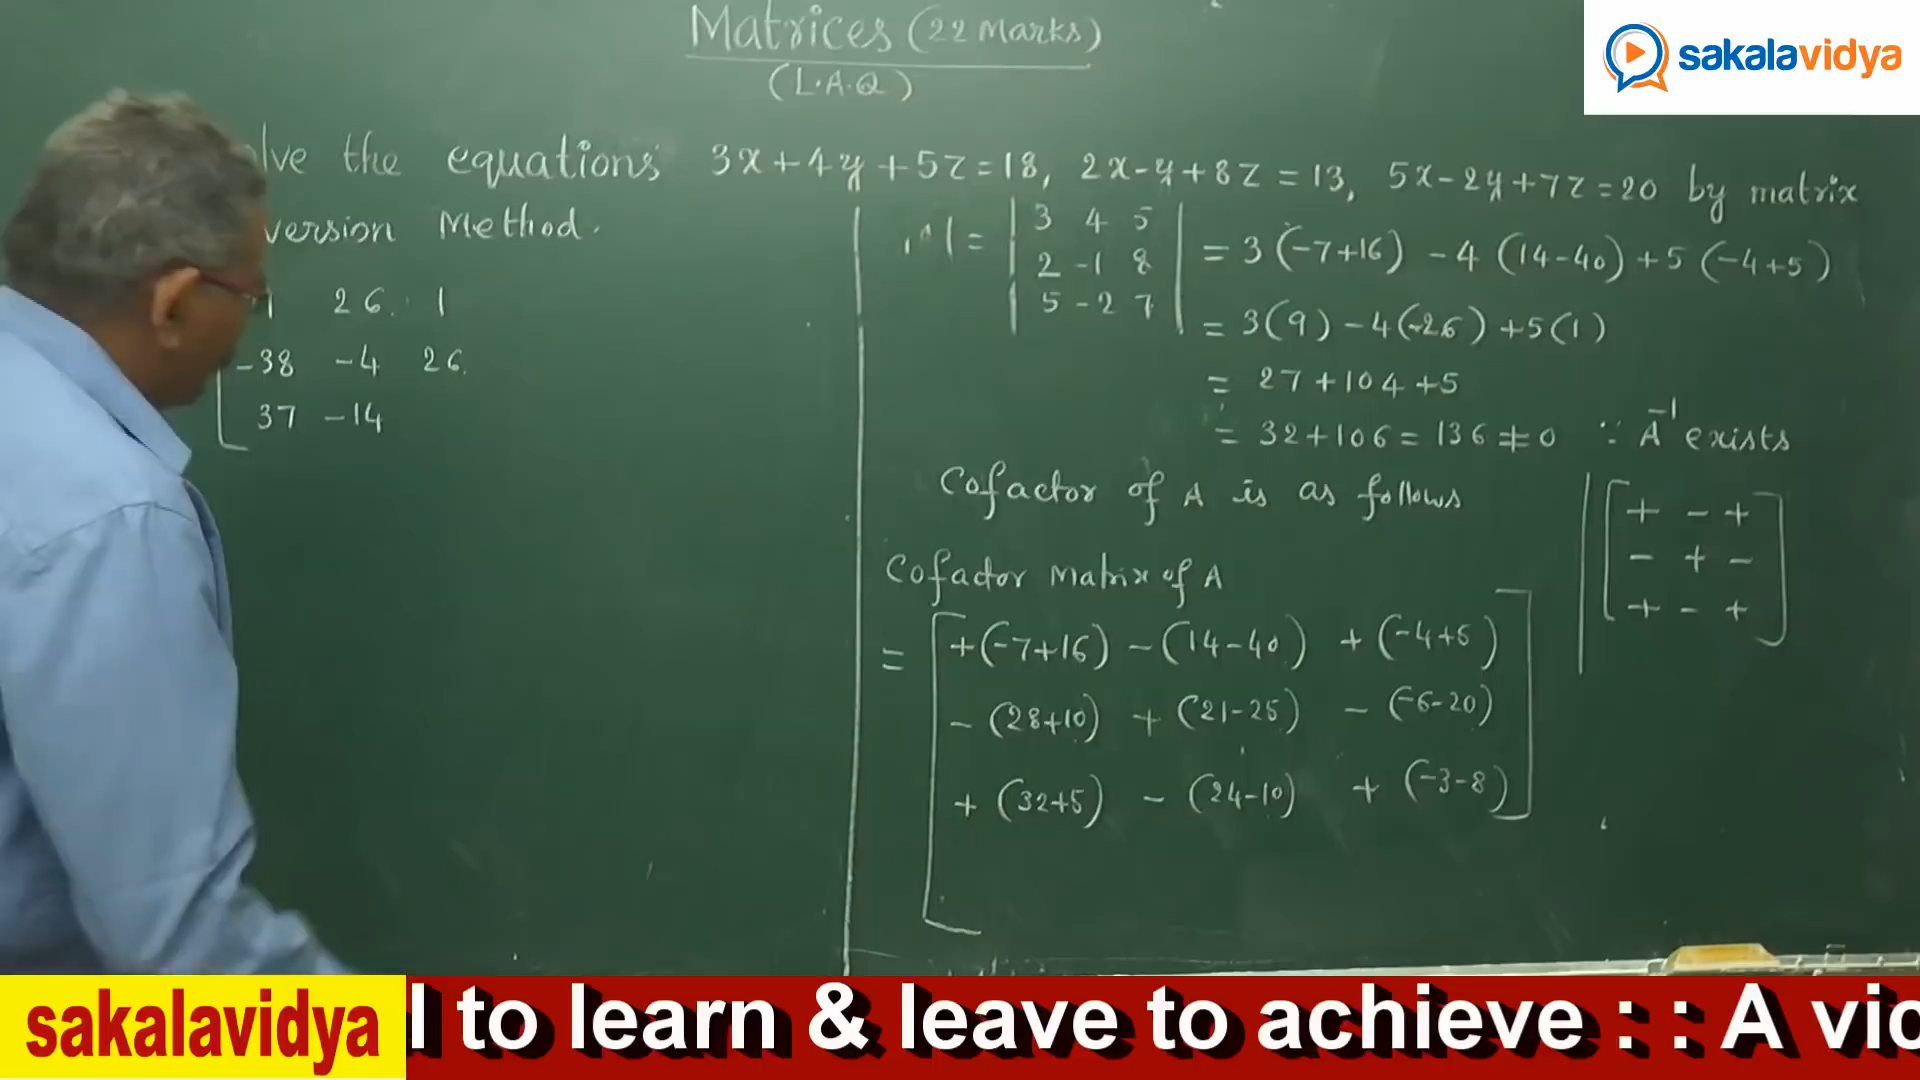 Matrices (22 Marks)
(L.A.Q)
sakalavidya
lve the equations 3x+4y+5z=18, 2x-y+8z=13, 5x-2y+7z=20 by matrix
version Method.
26 1
-38 -4 26
37 -14
| = | 3 4 5 | = 3(-7+16) -4 (14-40) +5 (-4+5)
2 -1 8
5 -2 7
= 3(9) -4(-26) +5(1)
= 27+104+5
= 32+106 = 136 ≠ 0 ∵ A⁻¹ exists
Cofactor of A is as follows
+ - +
- + -
+ - +
Cofactor Matrix of A
= +(-7+16) -(14-40) +(-4+5)
- (28+10) + (21-25) - (-6-20)
+ (32+5) - (24-10) + (-3-8)
sakalavidya
to learn & leave to achieve : : A vic